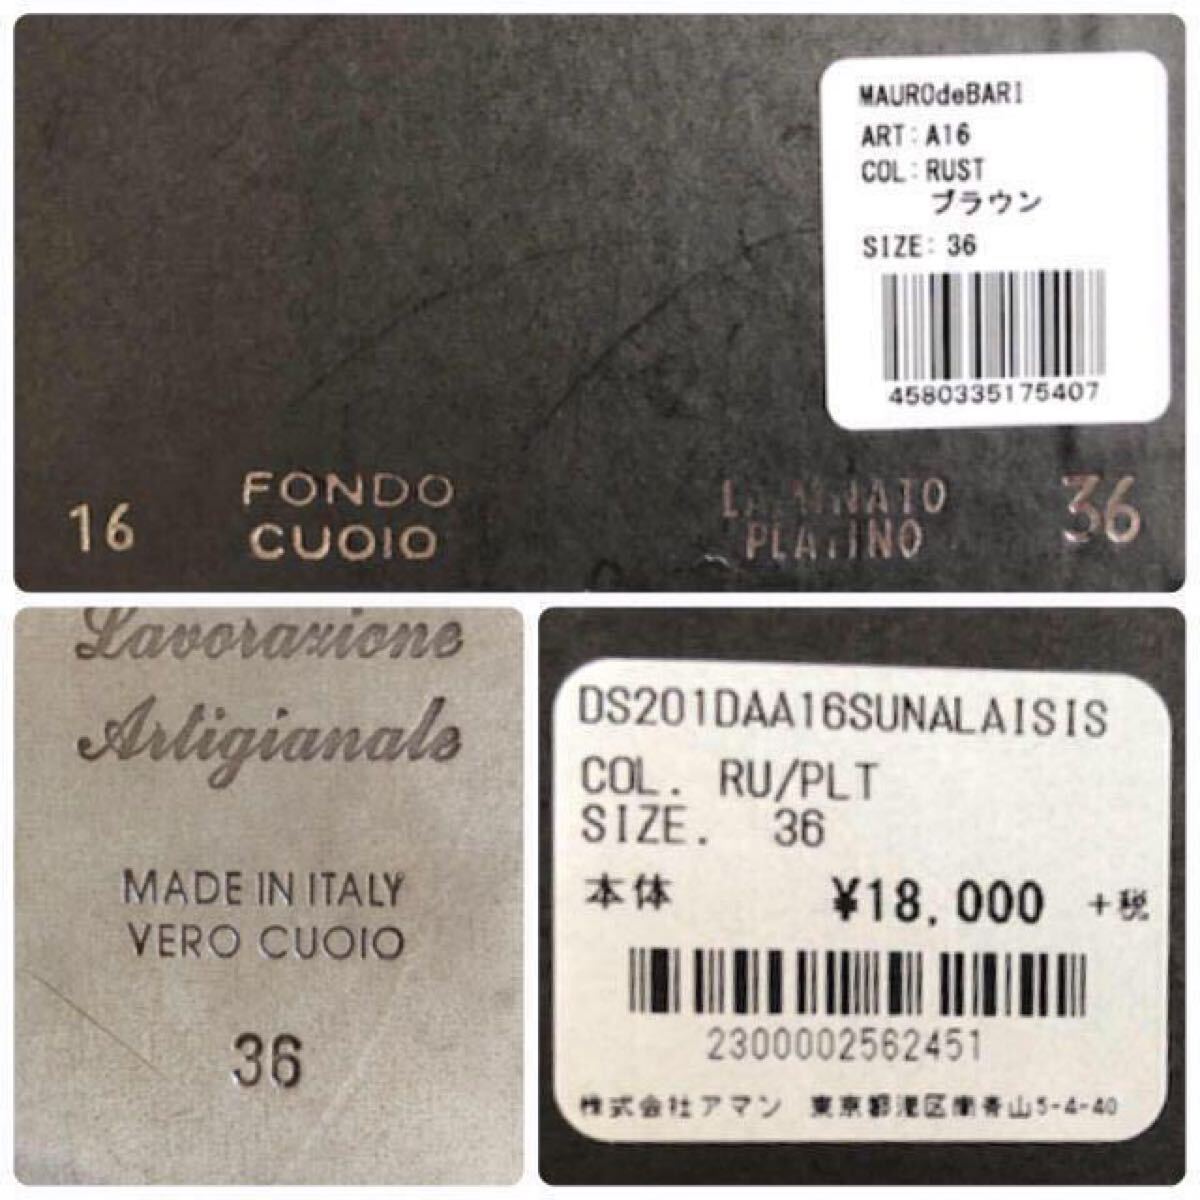 MAUROdeBARI
ART: A16
COL: RUST
ブラウン
SIZE: 36
4580335175407
16
FONDO
CUOIO
LAMINATO
PLATINO
36
Lavorazione
Artigianale
MADE IN ITALY
VERO CUOIO
36
DS201DAA16SUNALAISIS
COL. RU/PLT
SIZE. 36
本体 ¥18,000 +税
2300002562451
株式会社アマン 東京都港区南青山5-4-40